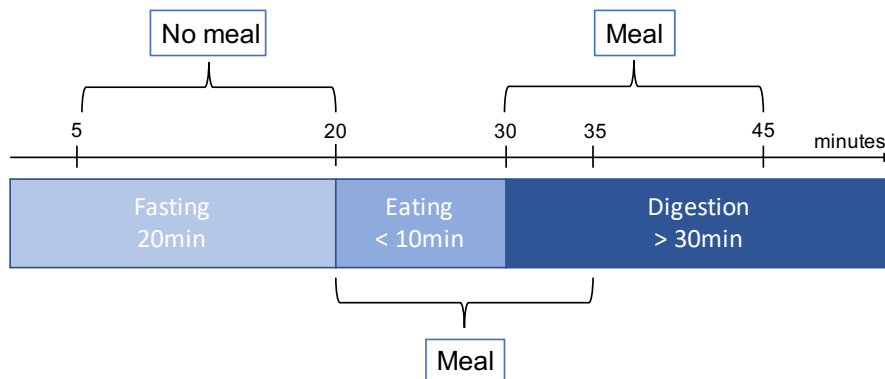 No meal
Meal
5
20
30
35
45
minutes
Fasting
20min
Eating
< 10min
Digestion
> 30min
Meal